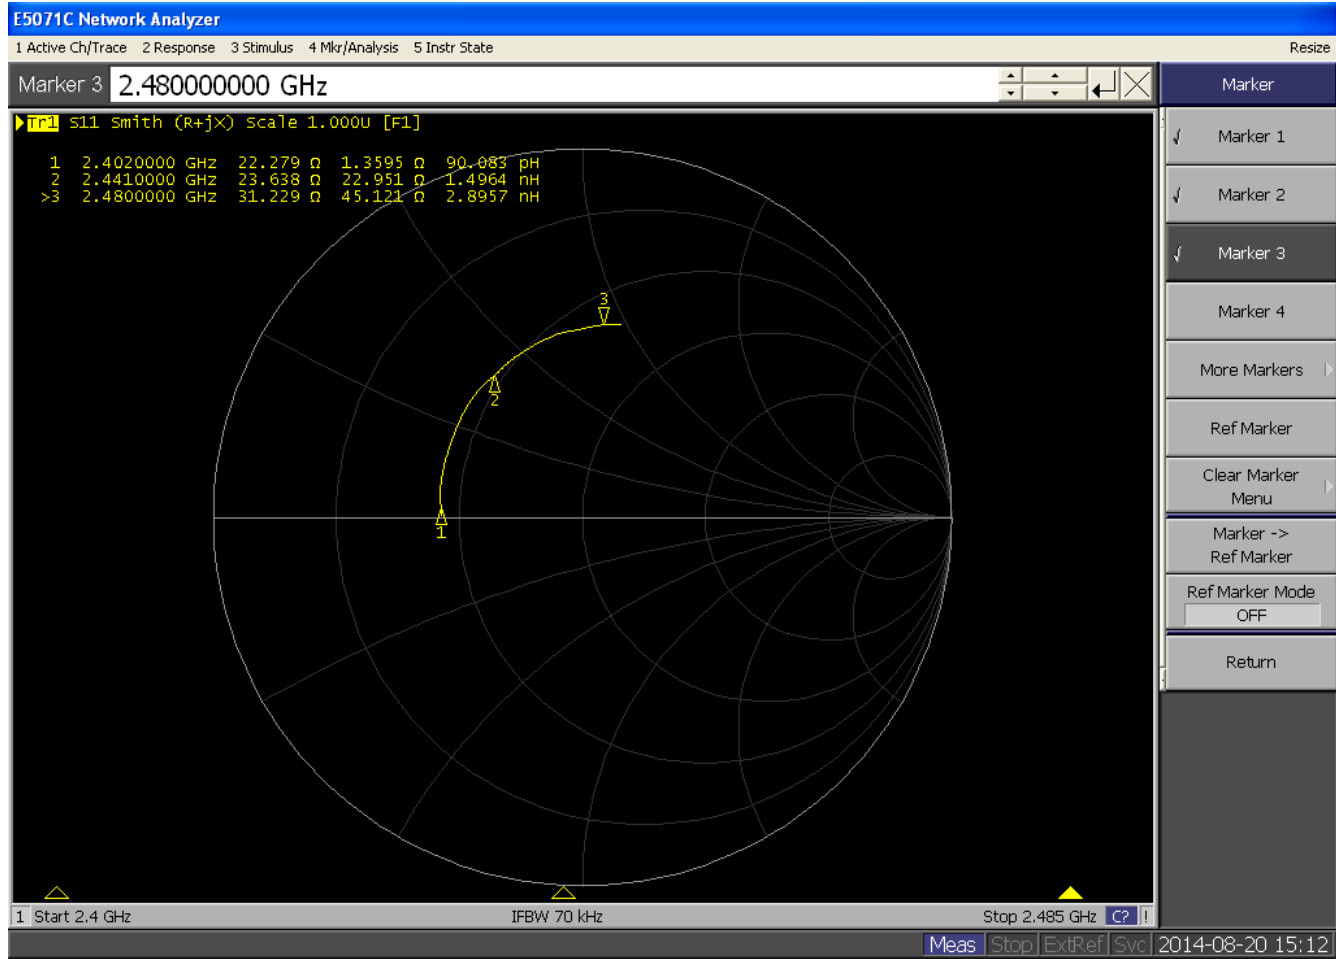 E5071C Network Analyzer
1 Active Ch/Trace 2 Response 3 Stimulus 4 Mkr/Analysis 5 Instr State Resize
Marker 3 2.480000000 GHz
Marker
Tr1 S11 Smith (R+jX) Scale 1.000U [F1]
1 2.4020000 GHz 22.279 Ω 1.3595 Ω 90.083 pH
2 2.4410000 GHz 23.638 Ω 22.951 Ω 1.4964 nH
>3 2.4800000 GHz 31.229 Ω 45.121 Ω 2.8957 nH
3
2
1
Marker 1
Marker 2
Marker 3
Marker 4
More Markers
Ref Marker
Clear Marker
Menu
Marker ->
Ref Marker
Ref Marker Mode
OFF
Return
1 Start 2.4 GHz IFBW 70 kHz Stop 2.485 GHz C? !
Meas Stop ExtRef Svc 2014-08-20 15:12